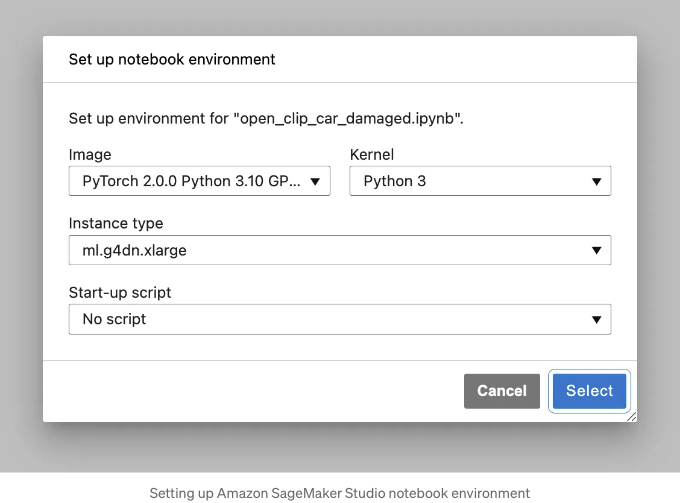 Set up notebook environment
Set up environment for "open_clip_car_damaged.ipynb".
Image
Kernel
PyTorch 2.0.0 Python 3.10 GP...
Python 3
Instance type
ml.g4dn.xlarge
Start-up script
No script
Cancel
Select
Setting up Amazon SageMaker Studio notebook environment